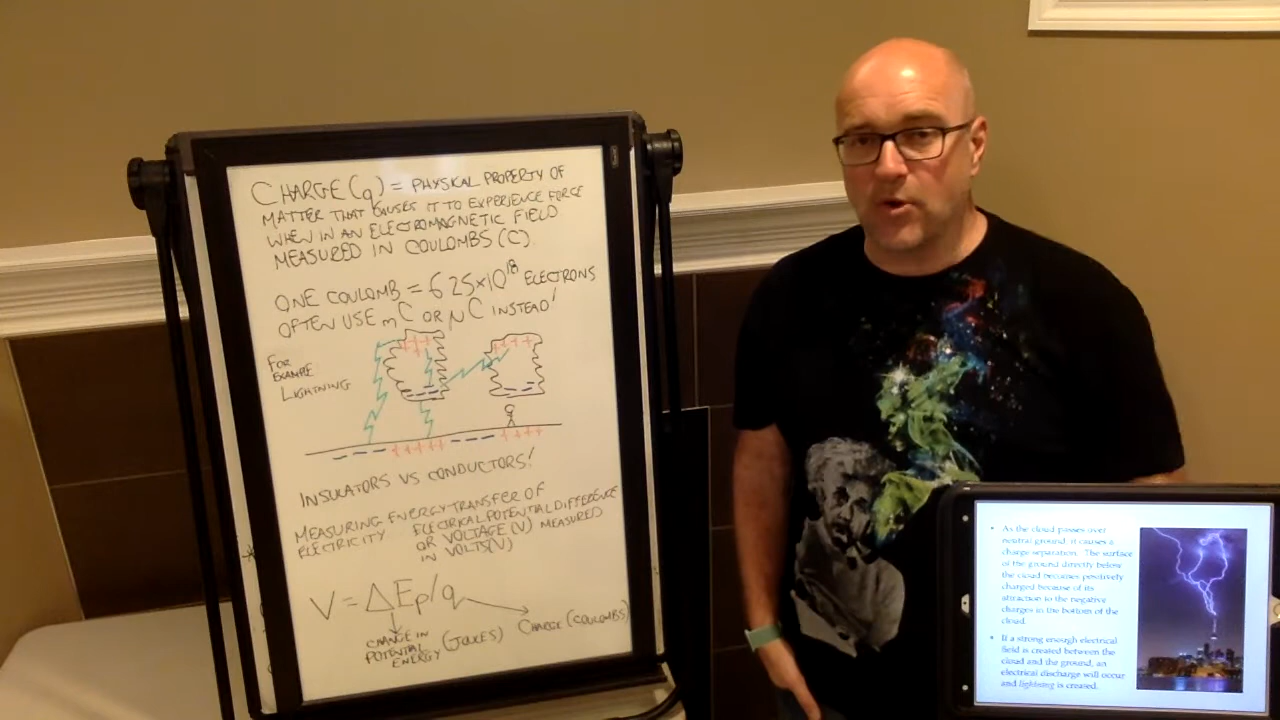 CHARGE (q) = PHYSICAL PROPERTY OF
MATTER THAT CAUSES IT TO EXPERIENCE FORCE
WHEN IN AN ELECTROMAGNETIC FIELD
MEASURED IN COULOMBS (C)
ONE COULOMB = 6.25×10^18 ELECTRONS
OFTEN USE mC OR μC INSTEAD!
FOR
EXAMPLE
LIGHTNING
+ + +
+ + +
INSULATORS VS CONDUCTORS!
MEASURING ENERGY TRANSFER OF
ELECTRICITY
ELECTRICAL POTENTIAL DIFFERENCE
OR VOLTAGE (V) MEASURED
IN VOLTS (V)
V = ΔEp/q
CHANGE IN
POTENTIAL
ENERGY (JOULES)
CHARGE (COULOMBS)
• As the cloud passes over
neutral ground, it causes a
charge separation. The surface
of the ground directly below
the cloud becomes positively
charged because of its
attraction to the negative
charges in the bottom of the
cloud.
• If a strong enough electrical
field is created between the
cloud and the ground, an
electrical discharge will occur
and lightning is created.